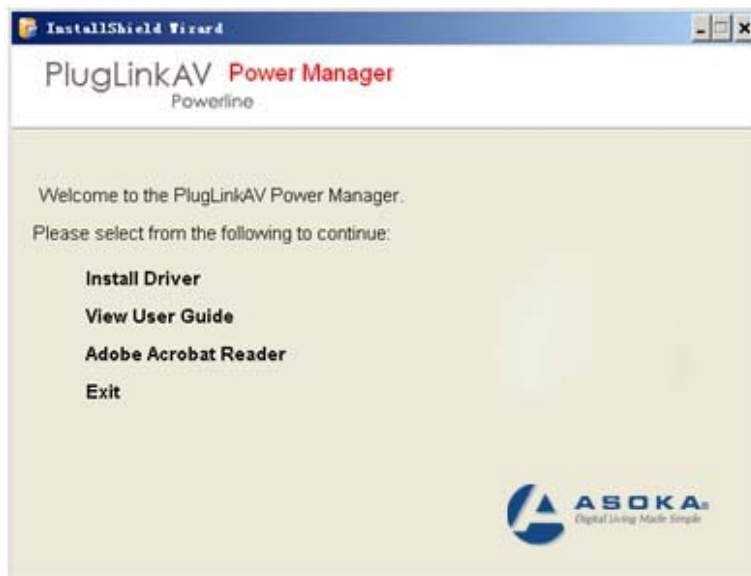 InstallShield Wizard
PlugLinkAV Power Manager
Powerline
Welcome to the PlugLinkAV Power Manager.
Please select from the following to continue:
Install Driver
View User Guide
Adobe Acrobat Reader
Exit
ASOKA
Digital Living Made Simple